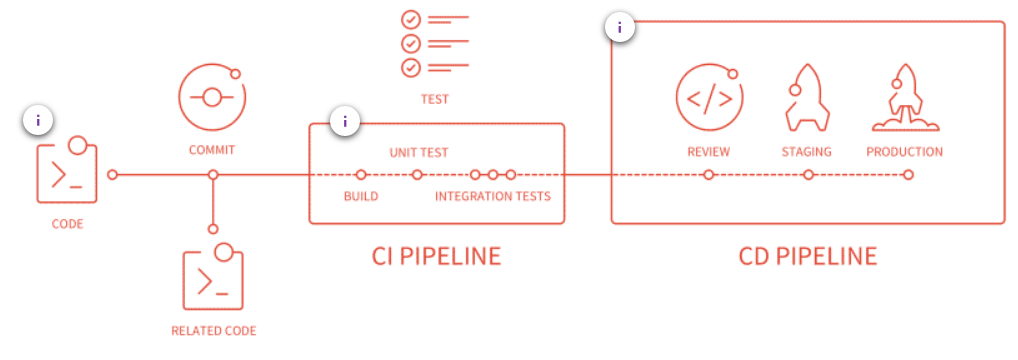 i
i
i
TEST
COMMIT
UNIT TEST
REVIEW
STAGING
PRODUCTION
BUILD
INTEGRATION TESTS
CODE
CI PIPELINE
CD PIPELINE
RELATED CODE